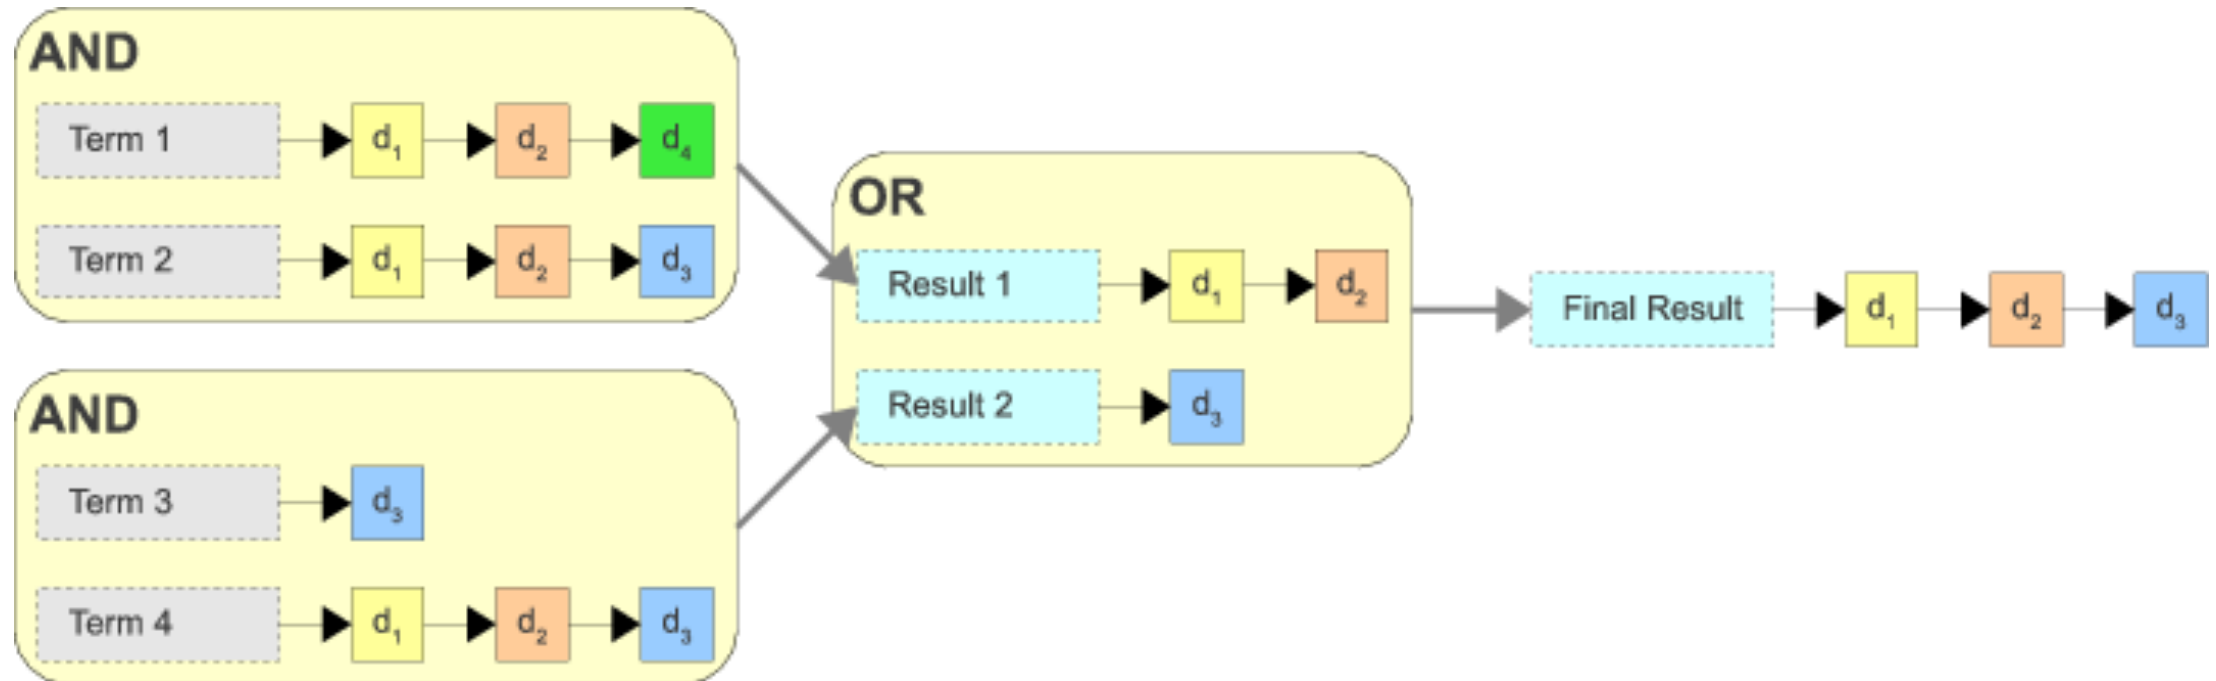 AND
Term 1 d₁ d₂ d₄
Term 2 d₁ d₂ d₃
AND
Term 3 d₃
Term 4 d₁ d₂ d₃
OR
Result 1 d₁ d₂
Result 2 d₃
Final Result d₁ d₂ d₃